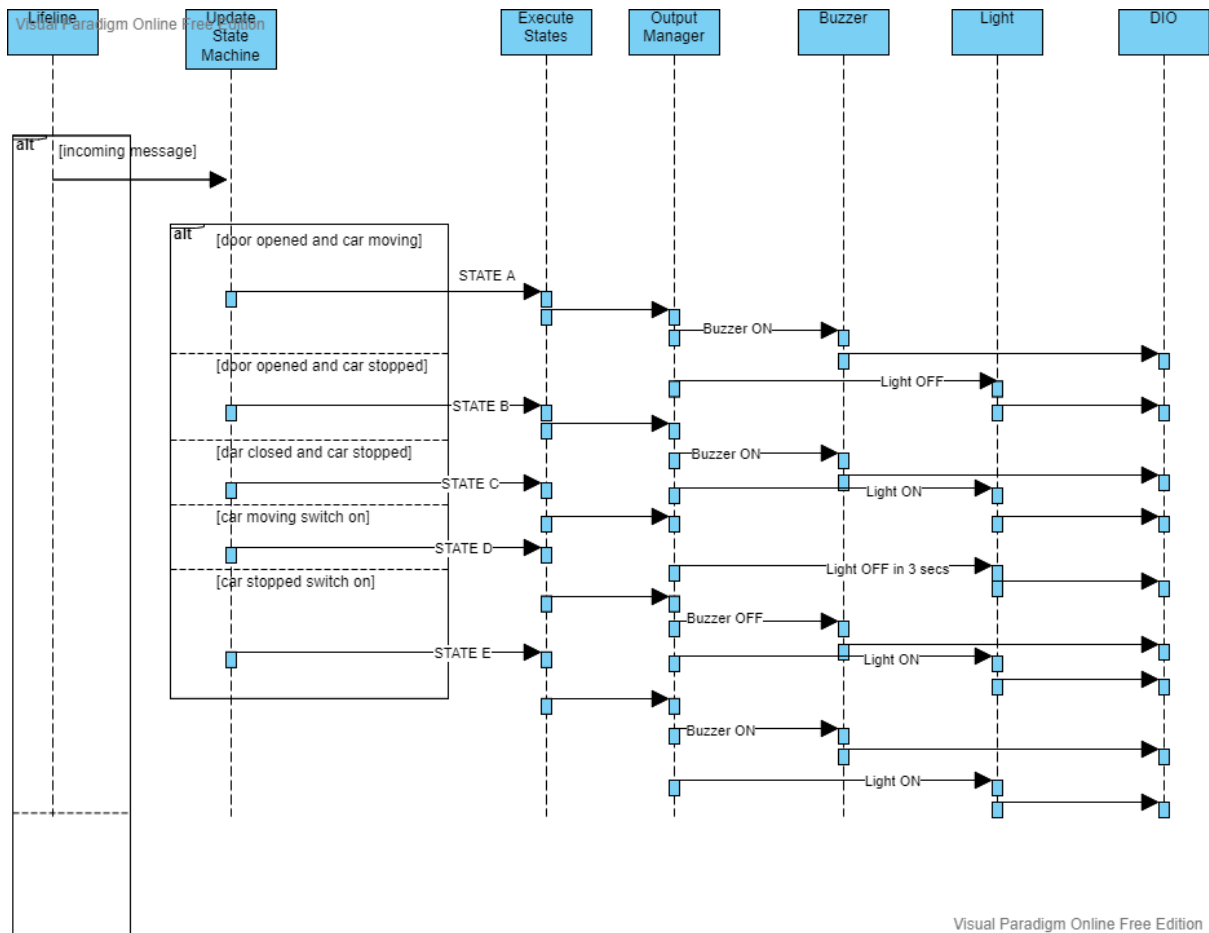 Visual Paradigm Online Free Edition
Lifeline
Update
State
Machine
Execute
States
Output
Manager
Buzzer
Light
DIO
alt
[incoming message]
alt
[door opened and car moving]
STATE A
Buzzer ON
[door opened and car stopped]
Light OFF
STATE B
[dar closed and car stopped]
Buzzer ON
STATE C
Light ON
[car moving switch on]
STATE D
Light OFF in 3 secs
[car stopped switch on]
Buzzer OFF
STATE E
Light ON
Buzzer ON
Light ON
Visual Paradigm Online Free Edition